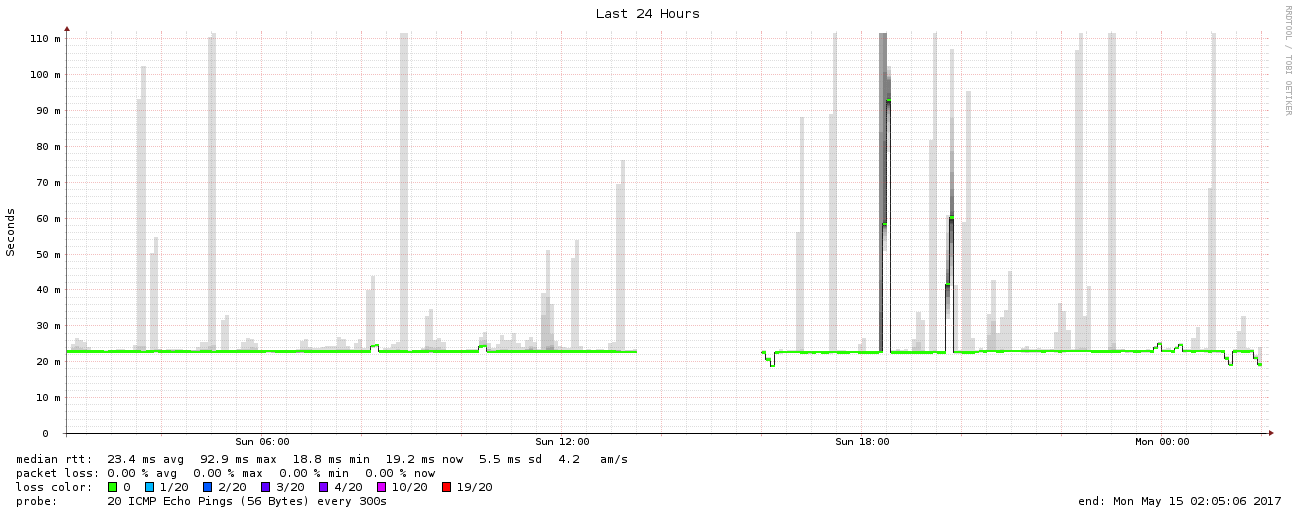 Last 24 Hours
RRDTOOL / TOBI OETIKER
Seconds
110 m
100 m
90 m
80 m
70 m
60 m
50 m
40 m
30 m
20 m
10 m
0
Sun 06:00 Sun 12:00 Sun 18:00 Mon 00:00
median rtt: 23.4 ms avg 92.9 ms max 18.8 ms min 19.2 ms now 5.5 ms sd 4.2 am/s
packet loss: 0.00 % avg 0.00 % max 0.00 % min 0.00 % now
loss color: 0 1/20 2/20 3/20 4/20 10/20 19/20
probe: 20 ICMP Echo Pings (56 Bytes) every 300s end: Mon May 15 02:05:06 2017